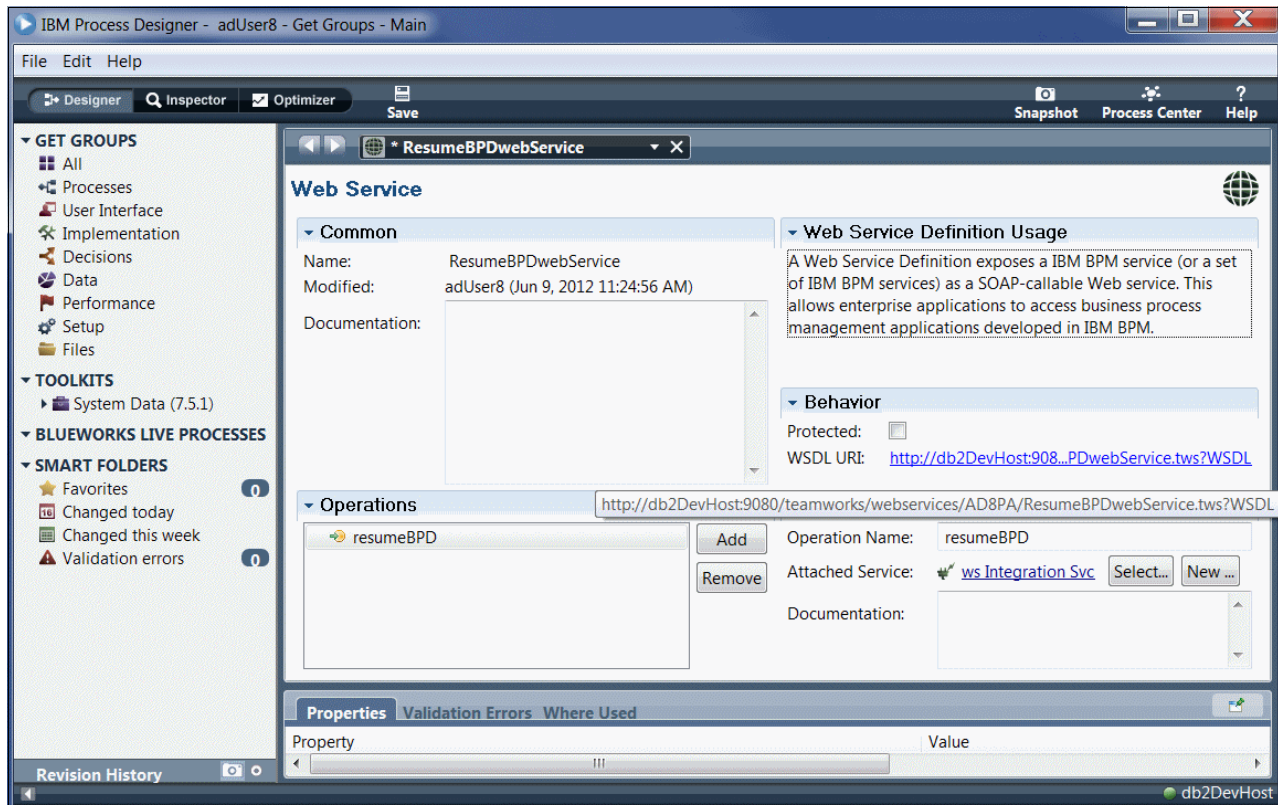 IBM Process Designer - adUser8 - Get Groups - Main
File Edit Help
Designer Inspector Optimizer Save Snapshot Process Center Help
GET GROUPS
All
Processes
User Interface
Implementation
Decisions
Data
Performance
Setup
Files
TOOLKITS
System Data (7.5.1)
BLUEWORKS LIVE PROCESSES
SMART FOLDERS
Favorites 0
Changed today
Changed this week
Validation errors 0
Revision History
* ResumeBPDwebService
Web Service
Common
Name: ResumeBPDwebService
Modified: adUser8 (Jun 9, 2012 11:24:56 AM)
Documentation:
Web Service Definition Usage
A Web Service Definition exposes a IBM BPM service (or a set
of IBM BPM services) as a SOAP-callable Web service. This
allows enterprise applications to access business process
management applications developed in IBM BPM.
Behavior
Protected:
WSDL URI: http://db2DevHost:908...PDwebService.tws?WSDL
http://db2DevHost:9080/teamworks/webservices/AD8PA/ResumeBPDwebService.tws?WSDL
Operations
resumeBPD
Add
Remove
Operation Name: resumeBPD
Attached Service: ws Integration Svc Select... New ...
Documentation:
Properties Validation Errors Where Used
Property Value
db2DevHost